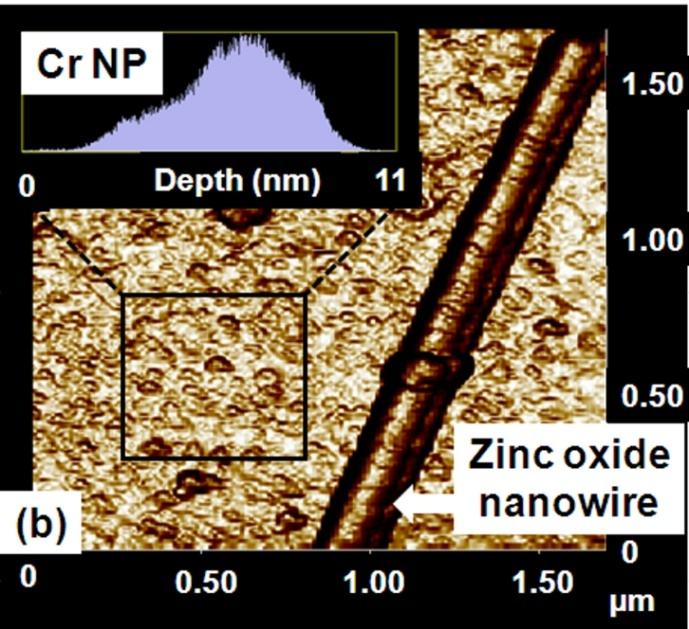 Cr NP
0 Depth (nm) 11
1.50
1.00
0.50
Zinc oxide
nanowire
(b)
0
0 0.50 1.00 1.50
µm